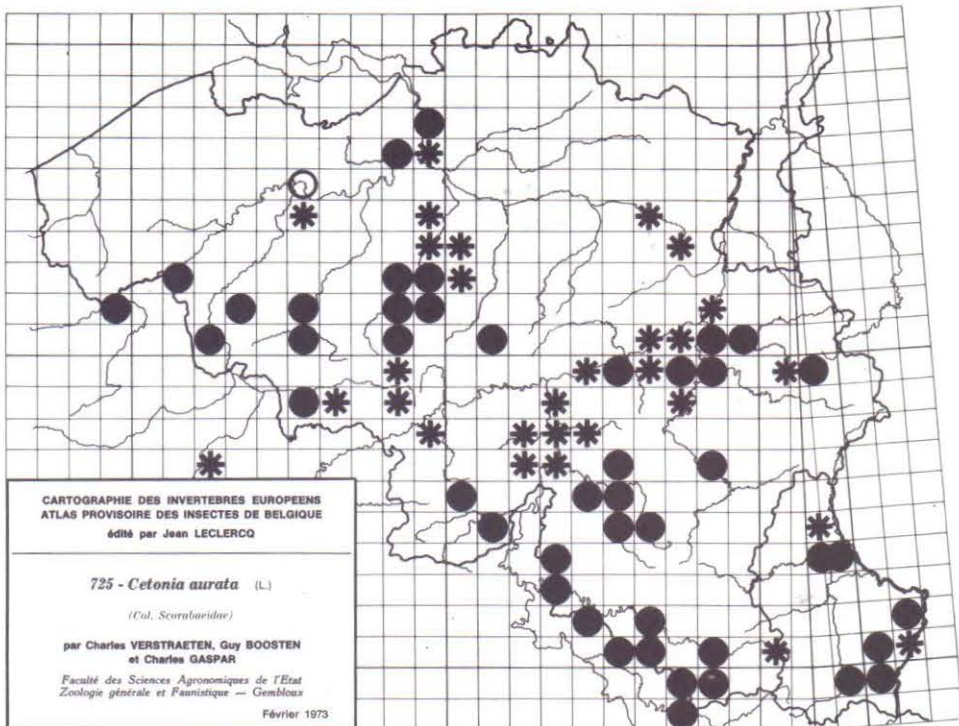 CARTOGRAPHIE DES INVERTEBRES EUROPEENS
ATLAS PROVISOIRE DES INSECTES DE BELGIQUE
édité par Jean LECLERCQ
725 - Cetonia aurata (L.)
(Col. Scarabaeidae)
par Charles VERSTRAETEN, Guy BOOSTEN
et Charles GASPAR
Faculté des Sciences Agronomiques de l'Etat
Zoologie générale et Faunistique — Gembloux
Février 1973